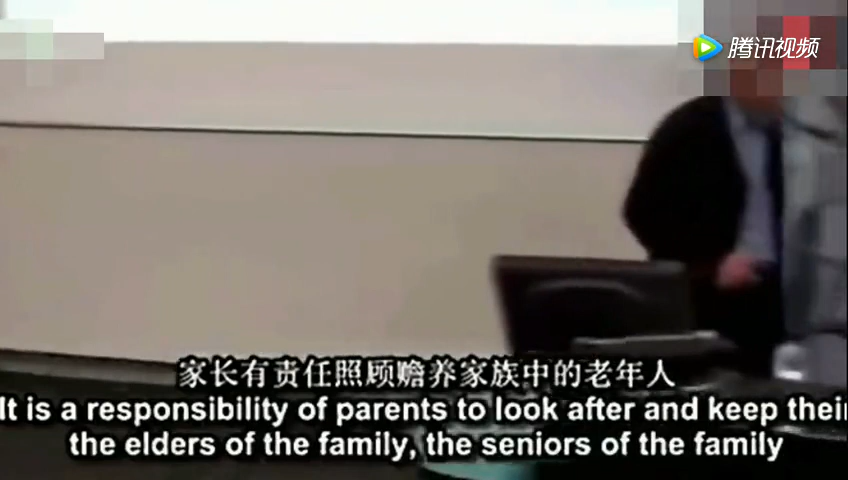 腾讯视频
家长有责任照顾赡养家族中的老年人
It is a responsibility of parents to look after and keep their
the elders of the family, the seniors of the family